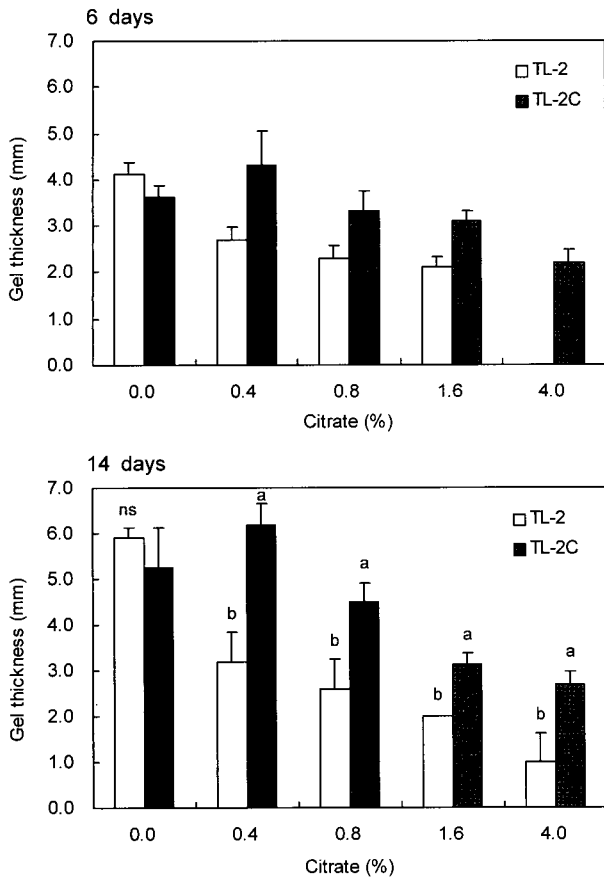 6 days
7.0
6.0
5.0
4.0
3.0
2.0
1.0
0.0
Gel thickness (mm)
TL-2
TL-2C
0.0 0.4 0.8 1.6 4.0
Citrate (%)
14 days
7.0
6.0
5.0
4.0
3.0
2.0
1.0
0.0
Gel thickness (mm)
TL-2
TL-2C
ns
b
a
b
a
b
a
b
a
0.0 0.4 0.8 1.6 4.0
Citrate (%)